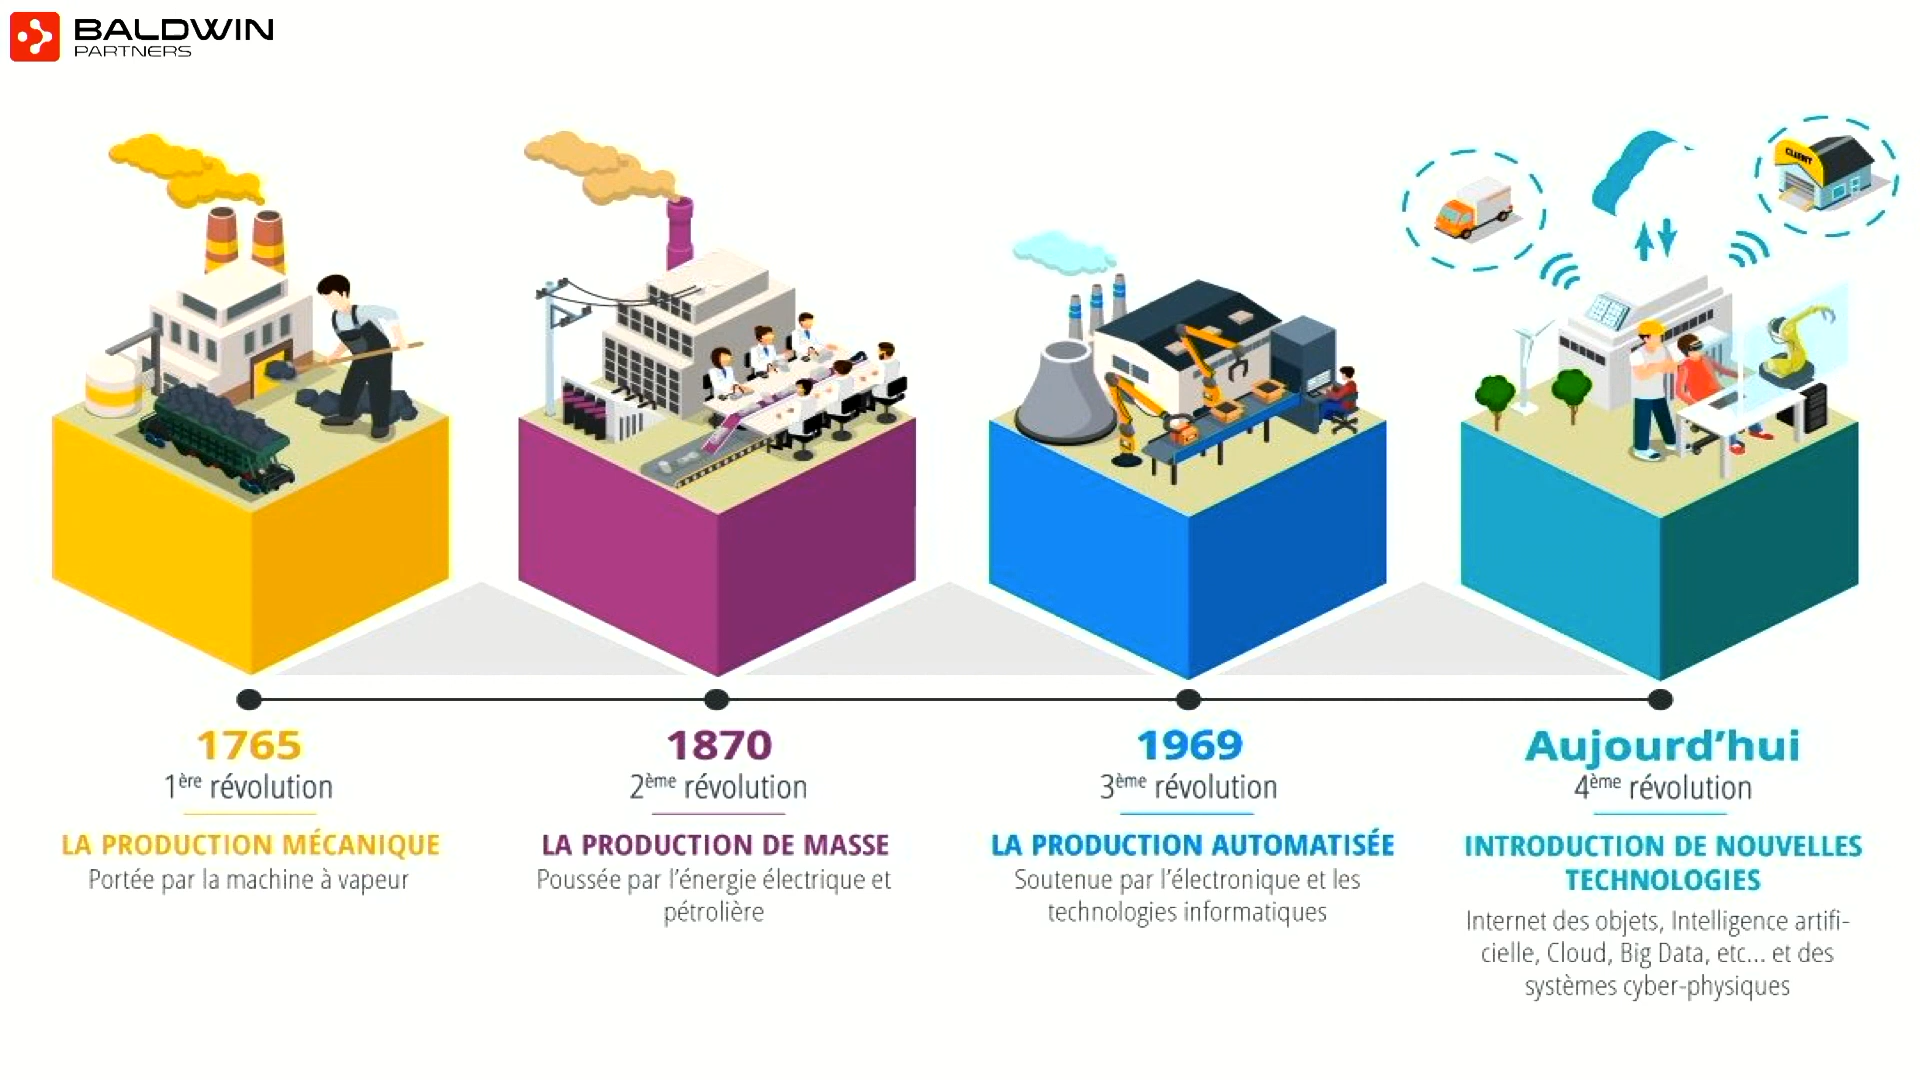 BALDWIN
PARTNERS
CLIENT
1765
1ère révolution
LA PRODUCTION MÉCANIQUE
Portée par la machine à vapeur
1870
2ème révolution
LA PRODUCTION DE MASSE
Poussée par l'énergie électrique et
pétrolière
1969
3ème révolution
LA PRODUCTION AUTOMATISÉE
Soutenue par l'électronique et les
technologies informatiques
Aujourd'hui
4ème révolution
INTRODUCTION DE NOUVELLES
TECHNOLOGIES
Internet des objets, Intelligence artifi-
cielle, Cloud, Big Data, etc... et des
systèmes cyber-physiques